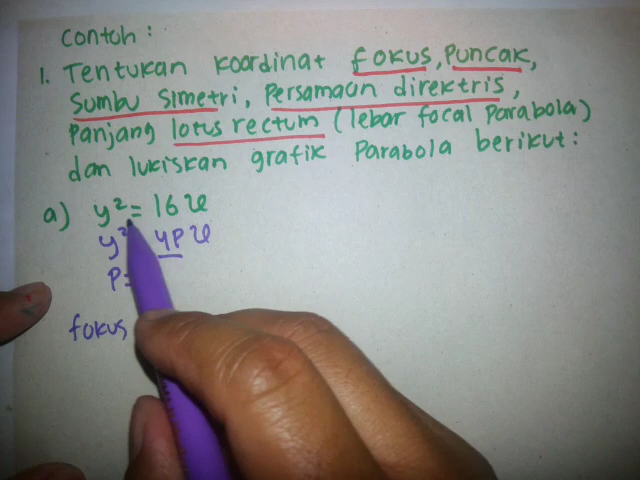 Contoh :
1. Tentukan koordinat fokus, Puncak,
Sumbu Simetri, Persamaan direktris,
Panjang lotus rectum (lebar focal Parabola)
dan lukiskan grafik Parabola berikut :
a) y² = 16x
y² 4px
P=
fokus